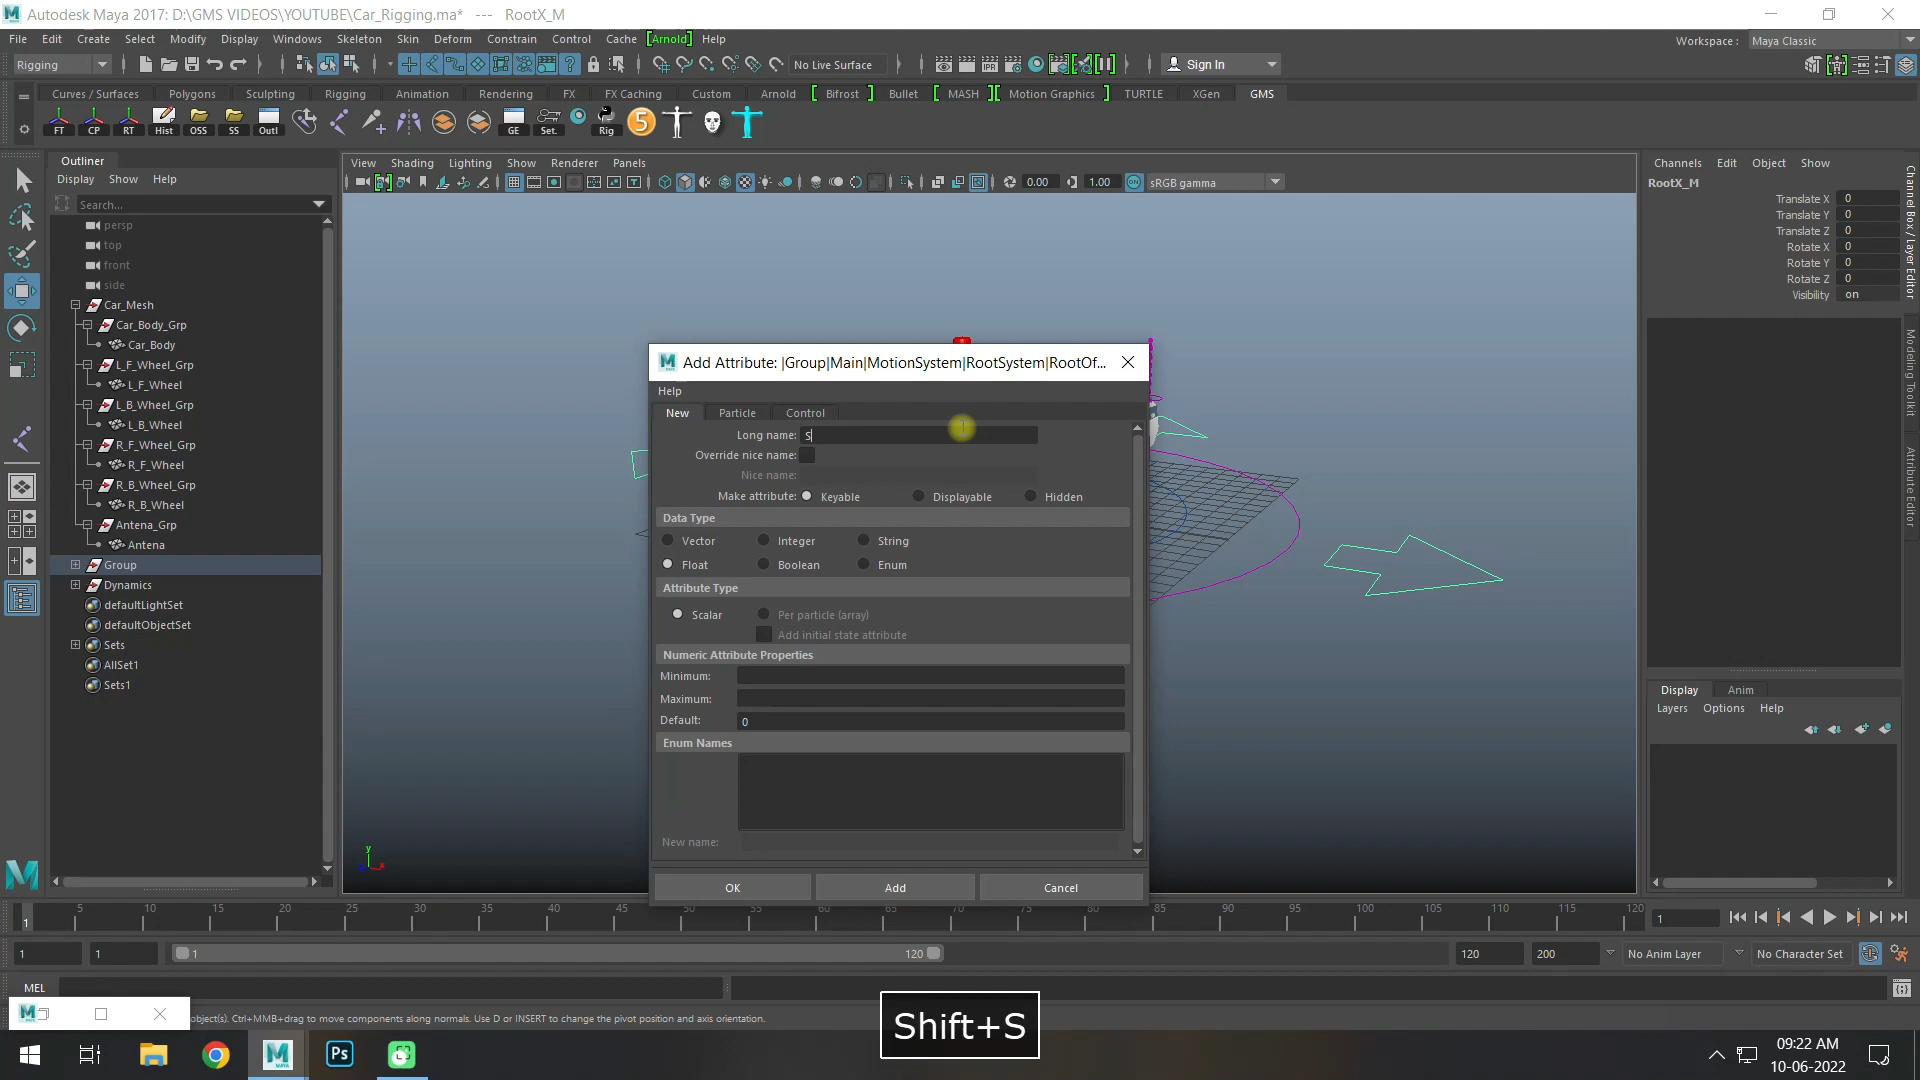 Autodesk Maya 2017: D:\GMS VIDEOS\YOUTUBE\Car_Rigging.ma* --- RootX_M
File Edit Create Select Modify Display Windows Skeleton Skin Deform Constrain Control Cache [Arnold] Help
Workspace : Maya Classic
Rigging
No Live Surface
Sign In
Curves / Surfaces Polygons Sculpting Rigging Animation Rendering FX FX Caching Custom Arnold [ Bifrost ] Bullet [ MASH ][ Motion Graphics ] TURTLE XGen GMS
FT CP RT Hist OSS SS Outl GE Set. Rig 5
Outliner
Display Show Help
Search...
persp
top
front
side
Car_Mesh
Car_Body_Grp
Car_Body
L_F_Wheel_Grp
L_F_Wheel
L_B_Wheel_Grp
L_B_Wheel
R_F_Wheel_Grp
R_F_Wheel
R_B_Wheel_Grp
R_B_Wheel
Antena_Grp
Antena
Group
Dynamics
defaultLightSet
defaultObjectSet
Sets
AllSet1
Sets1
View Shading Lighting Show Renderer Panels
0.00 1.00 ON sRGB gamma
Add Attribute: |Group|Main|MotionSystem|RootSystem|RootOf...
Help
New Particle Control
Long name: S
Override nice name:
Nice name:
Make attribute: Keyable Displayable Hidden
Data Type
Vector Integer String
Float Boolean Enum
Attribute Type
Scalar Per particle (array)
Add initial state attribute
Numeric Attribute Properties
Minimum:
Maximum:
Default: 0
Enum Names
New name:
OK Add Cancel
y
x
Channels Edit Object Show
RootX_M
Translate X 0
Translate Y 0
Translate Z 0
Rotate X 0
Rotate Y 0
Rotate Z 0
Visibility on
Channel Box / Layer Editor
Modeling Toolkit
Attribute Editor
Display Anim
Layers Options Help
1 5 10 15 20 25 30 35 40 45 50 55 60 65 70 75 80 85 90 95 100 105 110 115 120
1
1 1 1 120 120 200 No Anim Layer No Character Set
MEL
object(s). Ctrl+MMB+drag to move components along normals. Use D or INSERT to change the pivot position and axis orientation.
Shift+S
MAYA
Ps
09:22 AM
10-06-2022